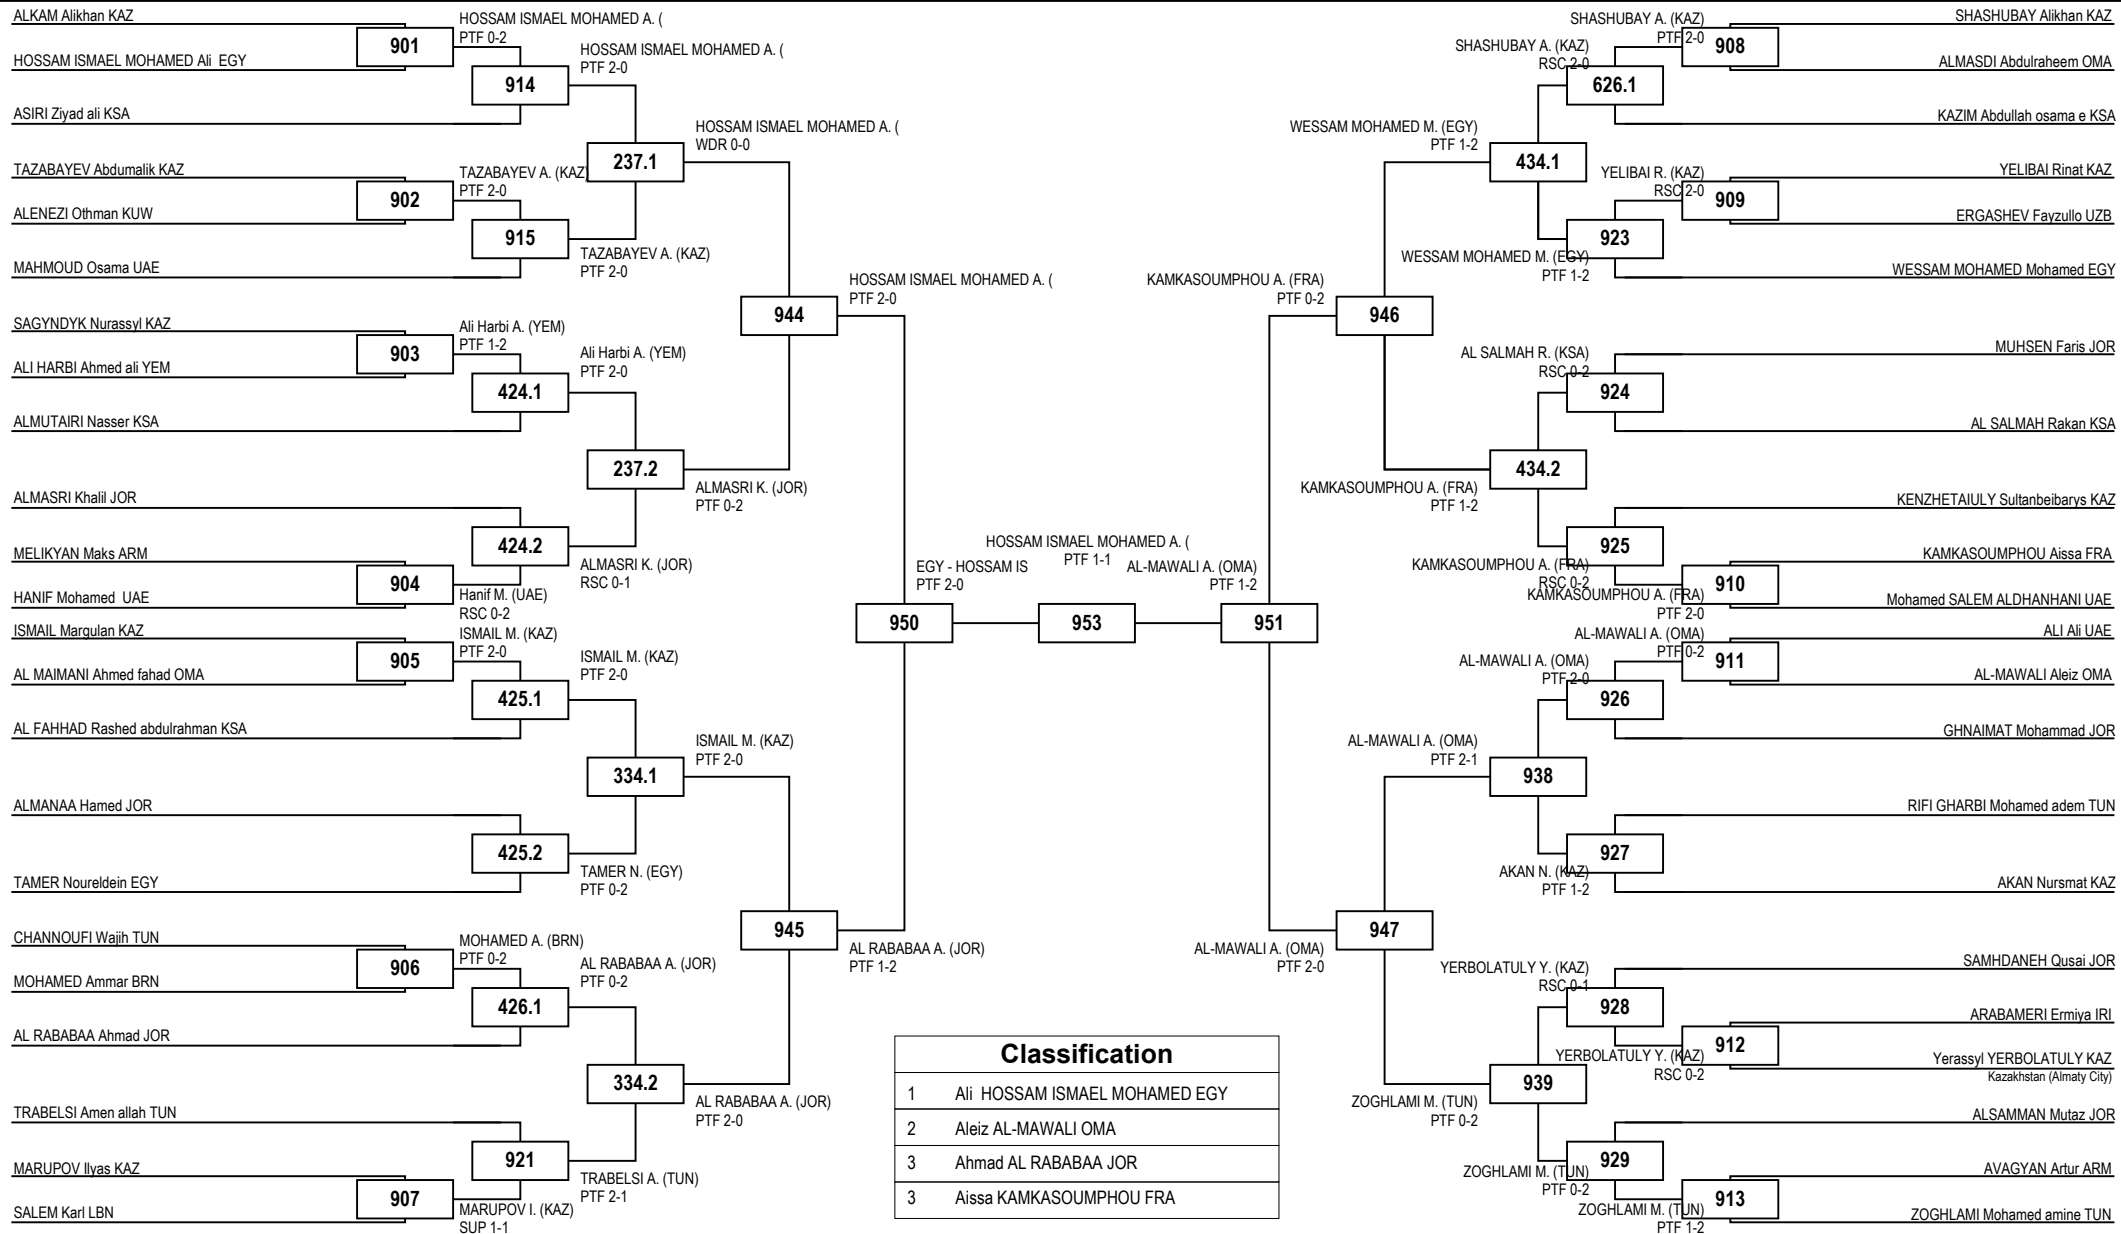 ALKAM Alikhan KAZ
HOSSAM ISMAEL MOHAMED A. (
PTF 0-2
901
HOSSAM ISMAEL MOHAMED Ali  EGY
HOSSAM ISMAEL MOHAMED A. (
PTF 2-0
914
ASIRI Ziyad ali KSA
HOSSAM ISMAEL MOHAMED A. (
WDR 0-0
237.1
TAZABAYEV Abdumalik KAZ
TAZABAYEV A. (KAZ)
PTF 2-0
902
ALENEZI Othman KUW
915
TAZABAYEV A. (KAZ)
PTF 2-0
MAHMOUD Osama UAE
HOSSAM ISMAEL MOHAMED A. (
PTF 2-0
944
SAGYNDYK Nurassyl KAZ
Ali Harbi A. (YEM)
PTF 1-2
903
ALI HARBI Ahmed ali YEM
Ali Harbi A. (YEM)
PTF 2-0
424.1
ALMUTAIRI Nasser KSA
237.2
ALMASRI K. (JOR)
PTF 0-2
ALMASRI Khalil JOR
424.2
ALMASRI K. (JOR)
RSC 0-1
MELIKYAN Maks ARM
904
HANIF Mohamed  UAE
Hanif M. (UAE)
RSC 0-2
EGY - HOSSAM IS
PTF 2-0
950
HOSSAM ISMAEL MOHAMED A. (
PTF 1-1
953
AL-MAWALI A. (OMA)
PTF 1-2
951
ISMAIL Margulan KAZ
ISMAIL M. (KAZ)
PTF 2-0
905
AL MAIMANI Ahmed fahad OMA
ISMAIL M. (KAZ)
PTF 2-0
425.1
AL FAHHAD Rashed abdulrahman KSA
ISMAIL M. (KAZ)
PTF 2-0
334.1
ALMANAA Hamed JOR
425.2
TAMER N. (EGY)
PTF 0-2
TAMER Noureldein EGY
945
AL RABABAA A. (JOR)
PTF 1-2
CHANNOUFI Wajih TUN
MOHAMED A. (BRN)
PTF 0-2
906
MOHAMED Ammar BRN
AL RABABAA A. (JOR)
PTF 0-2
426.1
AL RABABAA Ahmad JOR
334.2
AL RABABAA A. (JOR)
PTF 2-0
TRABELSI Amen allah TUN
921
TRABELSI A. (TUN)
PTF 2-1
MARUPOV Ilyas KAZ
907
MARUPOV I. (KAZ)
SUP 1-1
SALEM Karl LBN
SHASHUBAY A. (KAZ)
PTF 2-0
908
SHASHUBAY Alikhan KAZ
ALMASDI Abdulraheem OMA
SHASHUBAY A. (KAZ)
RSC 2-0
626.1
KAZIM Abdullah osama e KSA
WESSAM MOHAMED M. (EGY)
PTF 1-2
434.1
YELIBAI R. (KAZ)
RSC 2-0
909
YELIBAI Rinat KAZ
ERGASHEV Fayzullo UZB
923
WESSAM MOHAMED M. (EGY)
PTF 1-2
WESSAM MOHAMED Mohamed EGY
KAMKASOUMPHOU A. (FRA)
PTF 0-2
946
MUHSEN Faris JOR
AL SALMAH R. (KSA)
RSC 0-2
924
AL SALMAH Rakan KSA
434.2
KAMKASOUMPHOU A. (FRA)
PTF 1-2
KENZHETAIULY Sultanbeibarys KAZ
925
KAMKASOUMPHOU A. (FRA)
RSC 0-2
KAMKASOUMPHOU Aissa FRA
910
KAMKASOUMPHOU A. (FRA)
PTF 2-0
Mohamed SALEM ALDHANHANI UAE
ALI Ali UAE
AL-MAWALI A. (OMA)
PTF 0-2
911
AL-MAWALI Aleiz OMA
AL-MAWALI A. (OMA)
PTF 2-0
926
GHNAIMAT Mohammad JOR
AL-MAWALI A. (OMA)
PTF 2-1
938
RIFI GHARBI Mohamed adem TUN
927
AKAN N. (KAZ)
PTF 1-2
AKAN Nursmat KAZ
947
AL-MAWALI A. (OMA)
PTF 2-0
SAMHDANEH Qusai JOR
YERBOLATULY Y. (KAZ)
RSC 0-1
928
ARABAMERI Ermiya IRI
912
YERBOLATULY Y. (KAZ)
RSC 0-2
Yerassyl YERBOLATULY KAZ
Kazakhstan (Almaty City)
939
ZOGHLAMI M. (TUN)
PTF 0-2
ALSAMMAN Mutaz JOR
929
ZOGHLAMI M. (TUN)
PTF 0-2
AVAGYAN Artur ARM
913
ZOGHLAMI M. (TUN)
PTF 1-2
ZOGHLAMI Mohamed amine TUN
Classification
1 Ali  HOSSAM ISMAEL MOHAMED EGY
2 Aleiz AL-MAWALI OMA
3 Ahmad AL RABABAA JOR
3 Aissa KAMKASOUMPHOU FRA